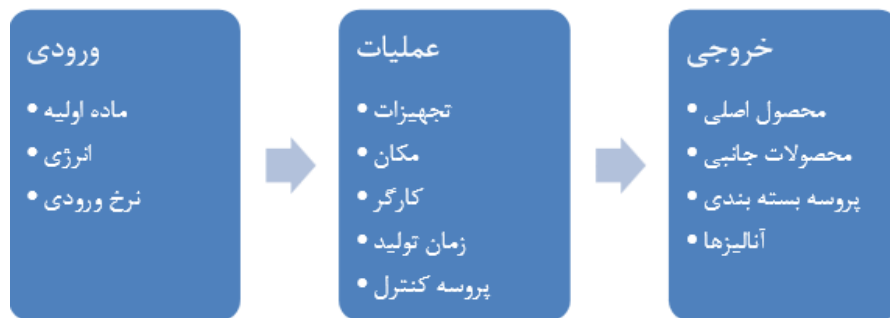 ورودی
• ماده اولیه
• انرژی
• نرخ ورودی
عملیات
• تجهیزات
• مکان
• کارگر
• زمان تولید
• پروسه کنترل
خروجی
• محصول اصلی
• محصولات جانبی
• پروسه بسته بندی
• آنالیزها